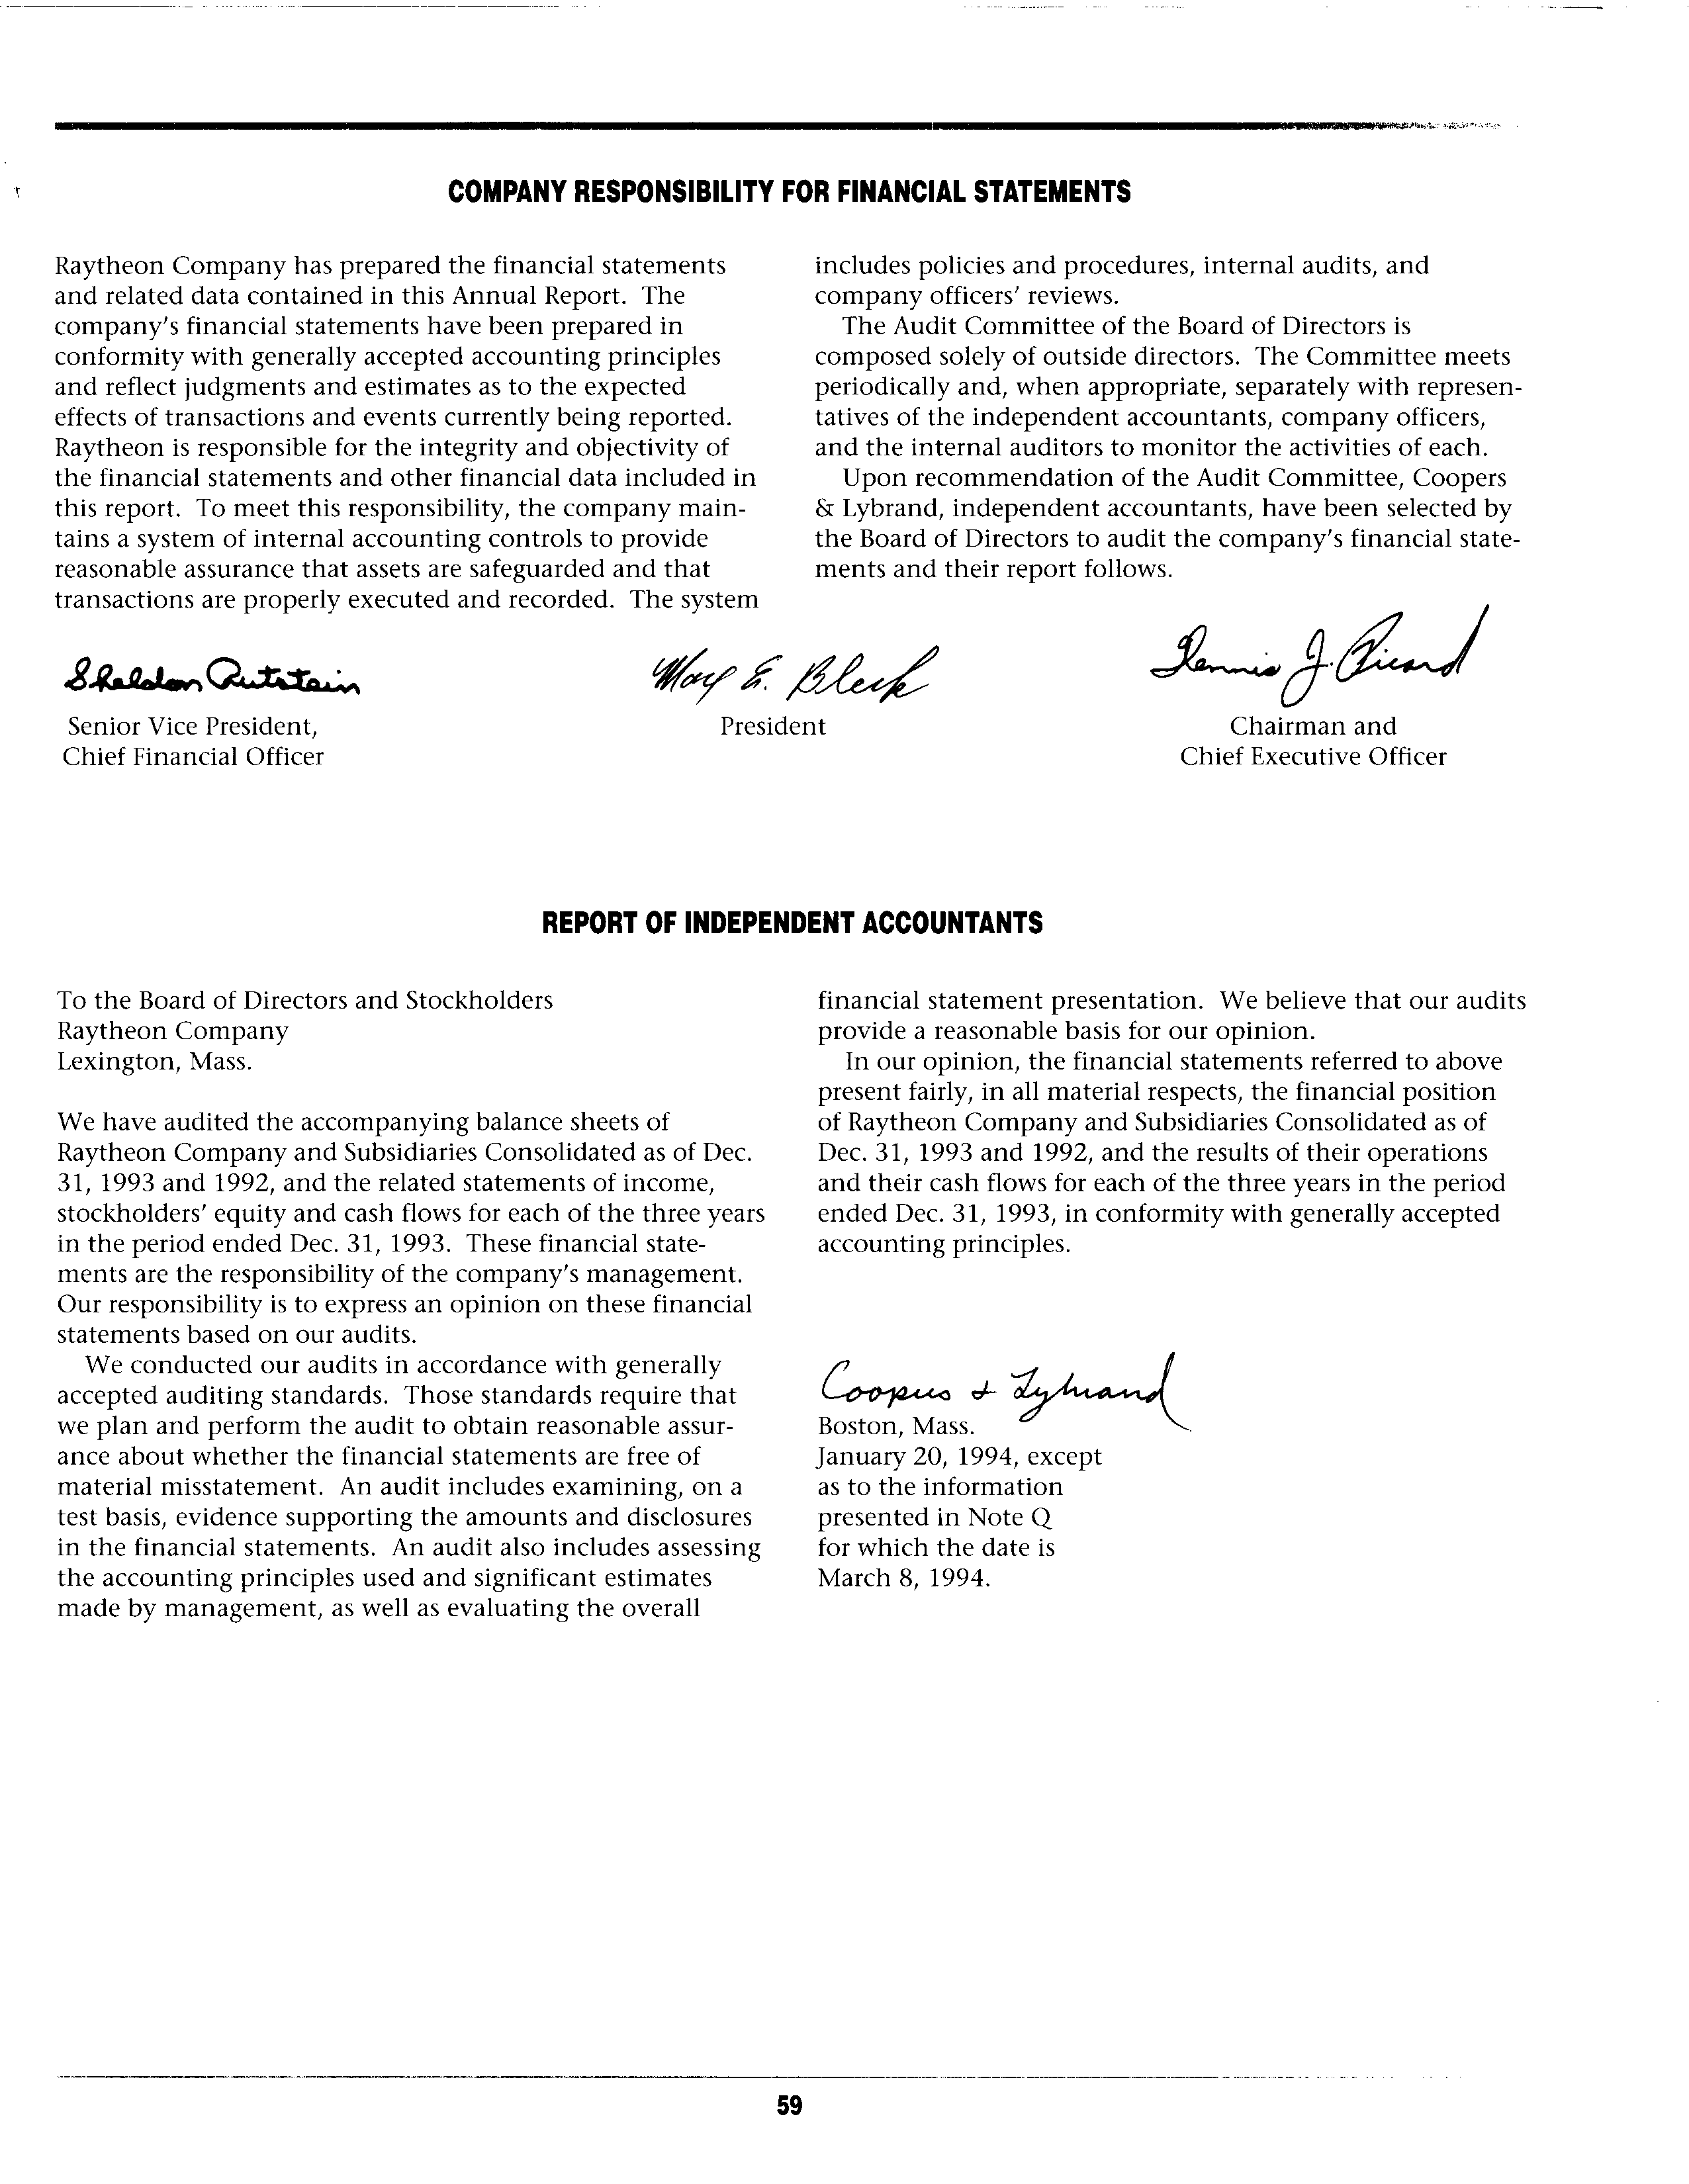 COMPANY RESPONSIBILITY FOR FINANCIAL STATEMENTS
Raytheon Company has prepared the financial statements
and related data contained in this Annual Report. The
company's financial statements have been prepared in
conformity with generally accepted accounting principles
and reflect judgments and estimates as to the expected
effects of transactions and events currently being reported.
Raytheon is responsible for the integrity and objectivity of
the financial statements and other financial data included in
this report. To meet this responsibility, the company main-
tains a system of internal accounting controls to provide
reasonable assurance that assets are safeguarded and that
transactions are properly executed and recorded. The system
includes policies and procedures, internal audits, and
company officers' reviews.
The Audit Committee of the Board of Directors is
composed solely of outside directors. The Committee meets
periodically and, when appropriate, separately with represen-
tatives of the independent accountants, company officers,
and the internal auditors to monitor the activities of each.
Upon recommendation of the Audit Committee, Coopers
& Lybrand, independent accountants, have been selected by
the Board of Directors to audit the company's financial state-
ments and their report follows.
Sheldon Rutstein
Senior Vice President,
Chief Financial Officer
Max E. Bleck
President
Dennis J. Picard
Chairman and
Chief Executive Officer
REPORT OF INDEPENDENT ACCOUNTANTS
To the Board of Directors and Stockholders
Raytheon Company
Lexington, Mass.
We have audited the accompanying balance sheets of
Raytheon Company and Subsidiaries Consolidated as of Dec.
31, 1993 and 1992, and the related statements of income,
stockholders' equity and cash flows for each of the three years
in the period ended Dec. 31, 1993. These financial state-
ments are the responsibility of the company's management.
Our responsibility is to express an opinion on these financial
statements based on our audits.
We conducted our audits in accordance with generally
accepted auditing standards. Those standards require that
we plan and perform the audit to obtain reasonable assur-
ance about whether the financial statements are free of
material misstatement. An audit includes examining, on a
test basis, evidence supporting the amounts and disclosures
in the financial statements. An audit also includes assessing
the accounting principles used and significant estimates
made by management, as well as evaluating the overall
financial statement presentation. We believe that our audits
provide a reasonable basis for our opinion.
In our opinion, the financial statements referred to above
present fairly, in all material respects, the financial position
of Raytheon Company and Subsidiaries Consolidated as of
Dec. 31, 1993 and 1992, and the results of their operations
and their cash flows for each of the three years in the period
ended Dec. 31, 1993, in conformity with generally accepted
accounting principles.
Coopers & Lybrand
Boston, Mass.
January 20, 1994, except
as to the information
presented in Note Q
for which the date is
March 8, 1994.
59